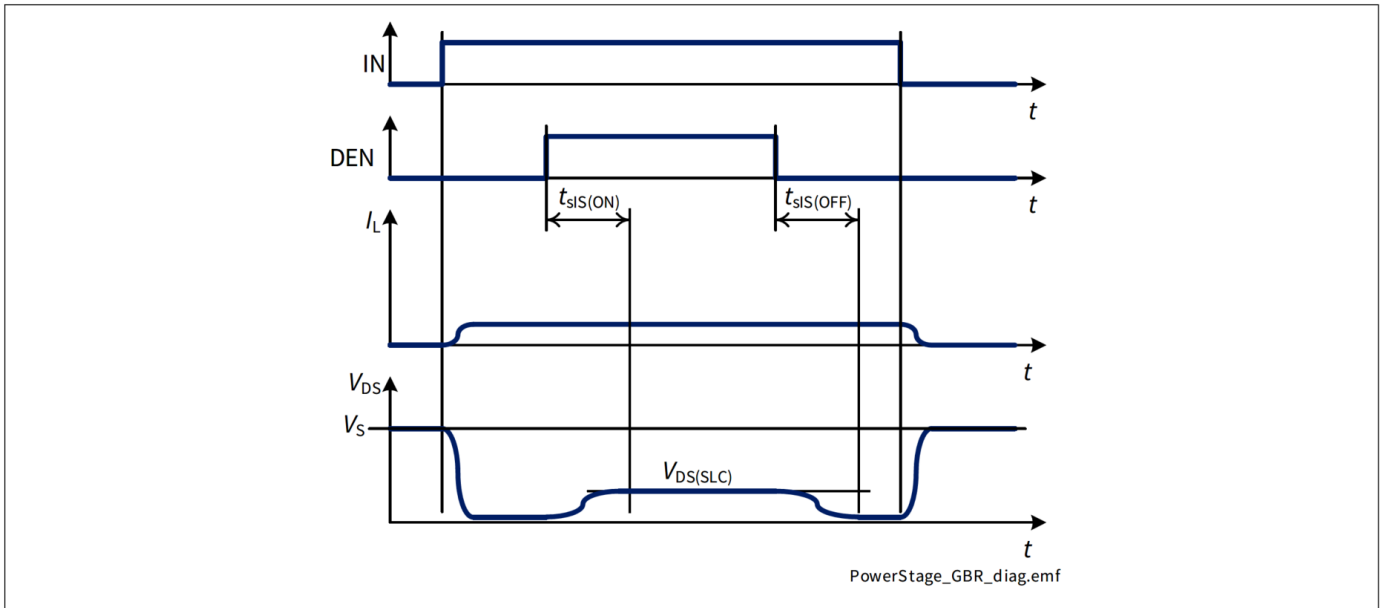 IN
t
DEN
t
tsIS(ON)
tsIS(OFF)
IL
t
VDS
VS
VDS(SLC)
t
PowerStage_GBR_diag.emf